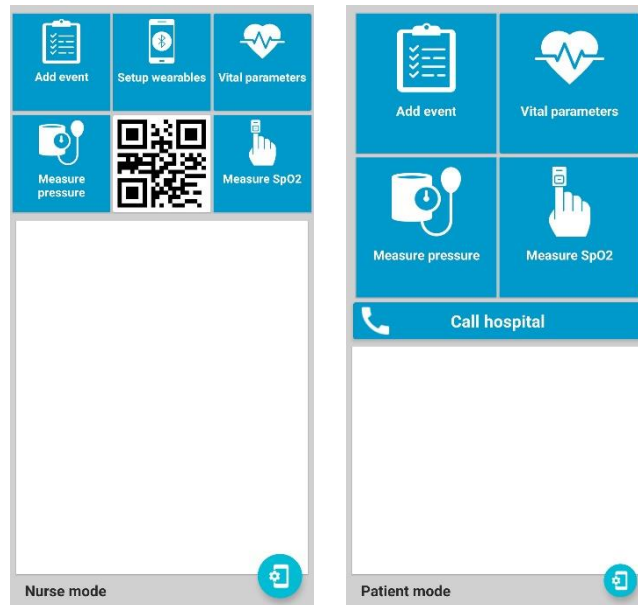 Add event
Setup wearables
Vital parameters
Measure
pressure
Measure SpO2
Nurse mode
Add event
Vital parameters
Measure pressure
Measure SpO2
Call hospital
Patient mode